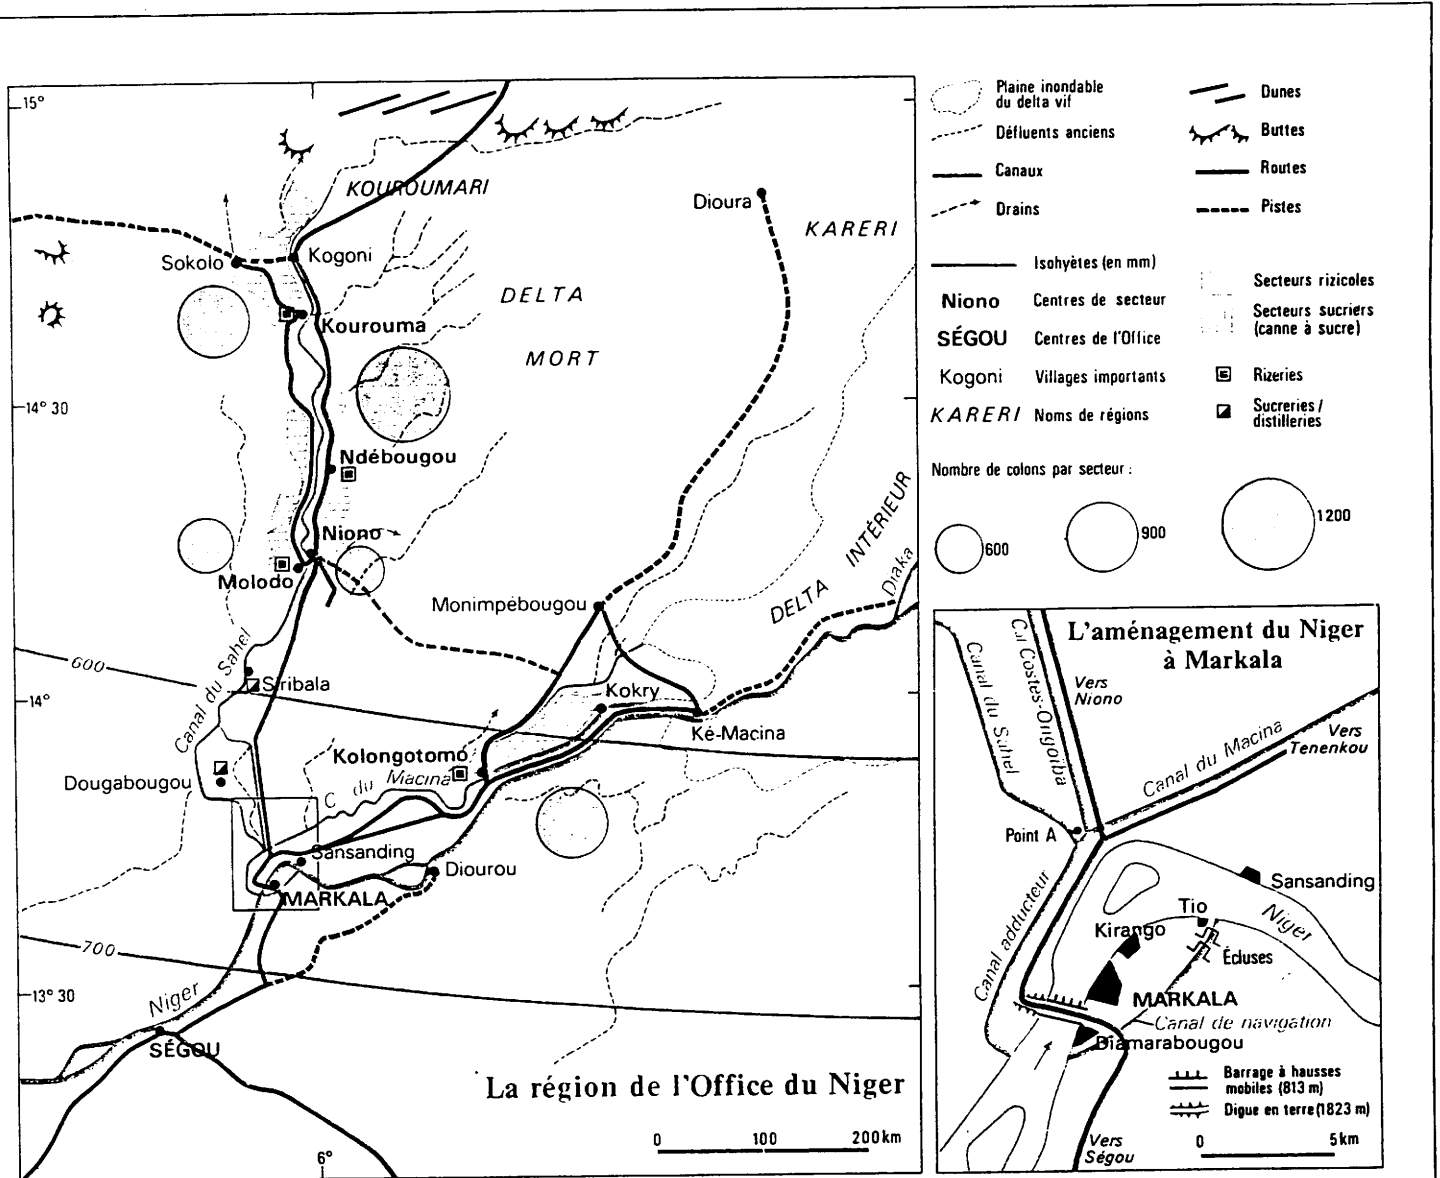 15°
KOUROUMARI
Dioura
KARERI
Sokolo
Kogoni
DELTA
Kourouma
MORT
14° 30
Ndébougou
Niono
Molodo
Monimpébougou
DELTA INTÉRIEUR
Diaka
600
Canal du Sahel
Siribala
14°
Kokry
Ké-Macina
Kolongotomo
C. du Macina
Dougabougou
Sansanding
Diourou
MARKALA
700
13° 30
Niger
SÉGOU
La région de l'Office du Niger
0 100 200 km
6°
Plaine inondable
du delta vif
Défluents anciens
Canaux
Drains
Dunes
Buttes
Routes
Pistes
Isohyètes (en mm)
Niono Centres de secteur
SÉGOU Centres de l'Office
Kogoni Villages importants
KARERI Noms de régions
Secteurs rizicoles
Secteurs sucriers
(canne à sucre)
Rizeries
Sucreries /
distilleries
Nombre de colons par secteur :
600
900
1200
L'aménagement du Niger
à Markala
Canal du Sahel
Cal Costes-Ongoïba
Vers
Niono
Vers
Tenenkou
Canal du Macina
Point A
Canal adducteur
Sansanding
Tio
Niger
Kirango
Écluses
MARKALA
Canal de navigation
Diamarabougou
Barrage à hausses
mobiles (813 m)
Digue en terre (1823 m)
Vers
Ségou
0 5 km